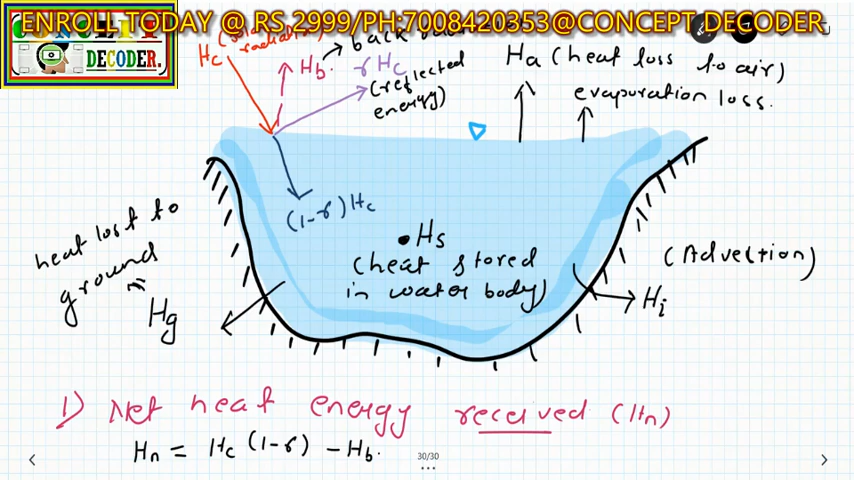 ENROLL TODAY @ RS 2999/PH:7008420353@CONCEPT DECODER
DECODER.
Hc
Hb. → back
rHc
(reflected
energy)
Ha (heat loss to air)
evaporation loss.
(1-r) Hc
Hs
(heat stored
in water body)
heat lost to
ground =
Hg
(Advection)
Hi
1) Net heat energy received (Hn)
Hn = Hc (1-r) - Hb.
30/30